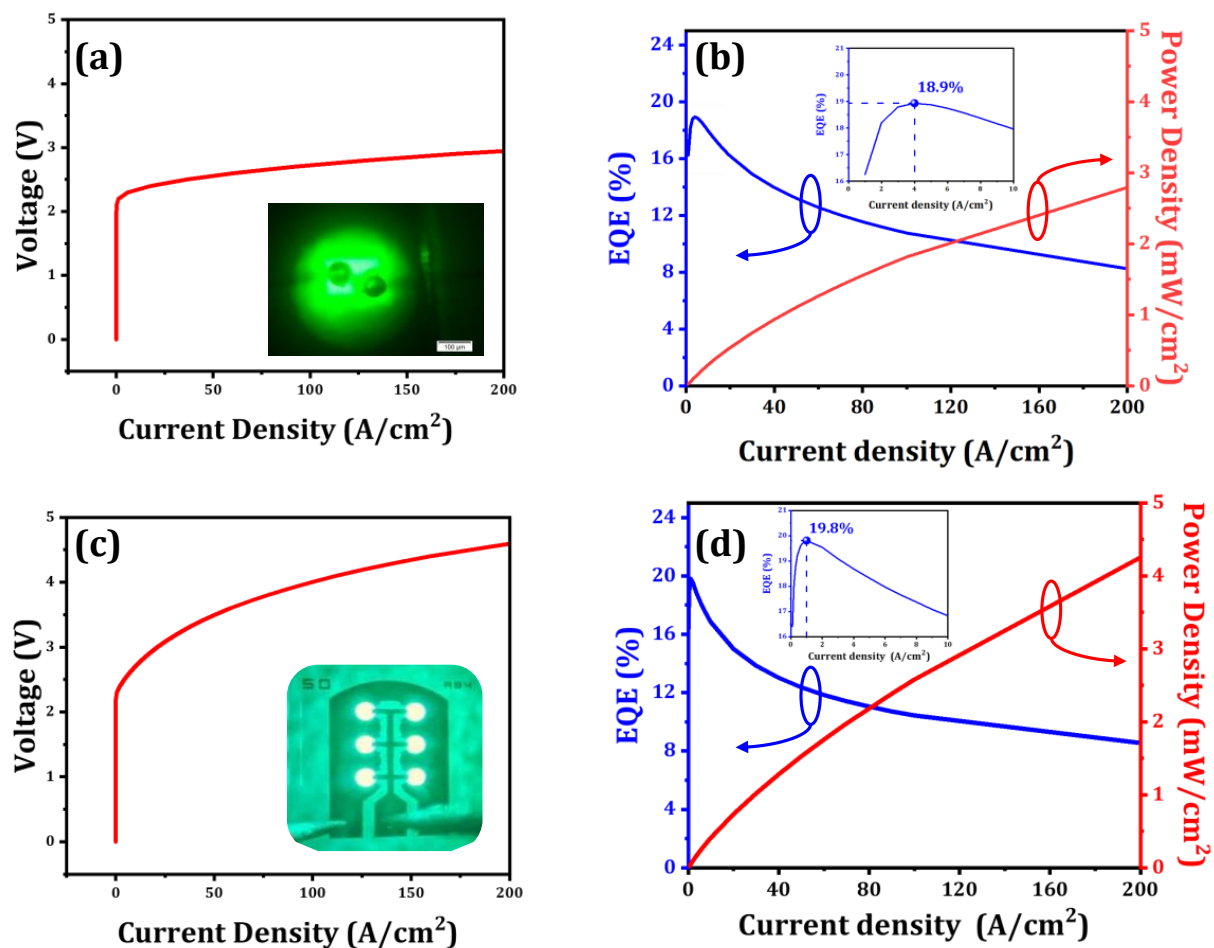 (a)
Voltage (V)
5
4
3
2
1
0
0 50 100 150 200
Current Density (A/cm²)
100 µm
(b)
EQE (%)
24
20
16
12
8
4
0
0 40 80 120 160 200
Current density (A/cm²)
5
4
3
2
1
0
Power Density (mW/cm²)
EQE (%)
21
20
19
18
17
16
18.9%
0 2 4 6 8 10
Current density (A/cm²)
(c)
Voltage (V)
5
4
3
2
1
0
0 50 100 150 200
Current Density (A/cm²)
50
(d)
EQE (%)
24
20
16
12
8
4
0
0 40 80 120 160 200
Current density (A/cm²)
5
4
3
2
1
0
Power Density (mW/cm²)
EQE (%)
21
20
19
18
17
16
19.8%
0 2 4 6 8 10
Current density (A/cm²)